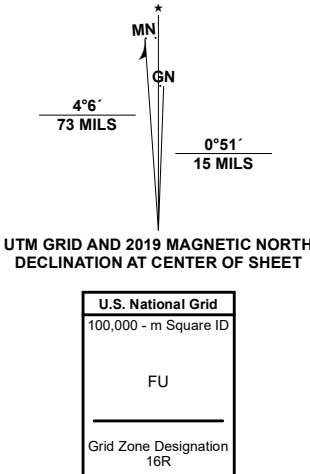 ★
MN
GN
4°6´
73 MILS
0°51´
15 MILS
UTM GRID AND 2019 MAGNETIC NORTH
DECLINATION AT CENTER OF SHEET
U.S. National Grid
100,000 - m Square ID
FU
Grid Zone Designation
16R